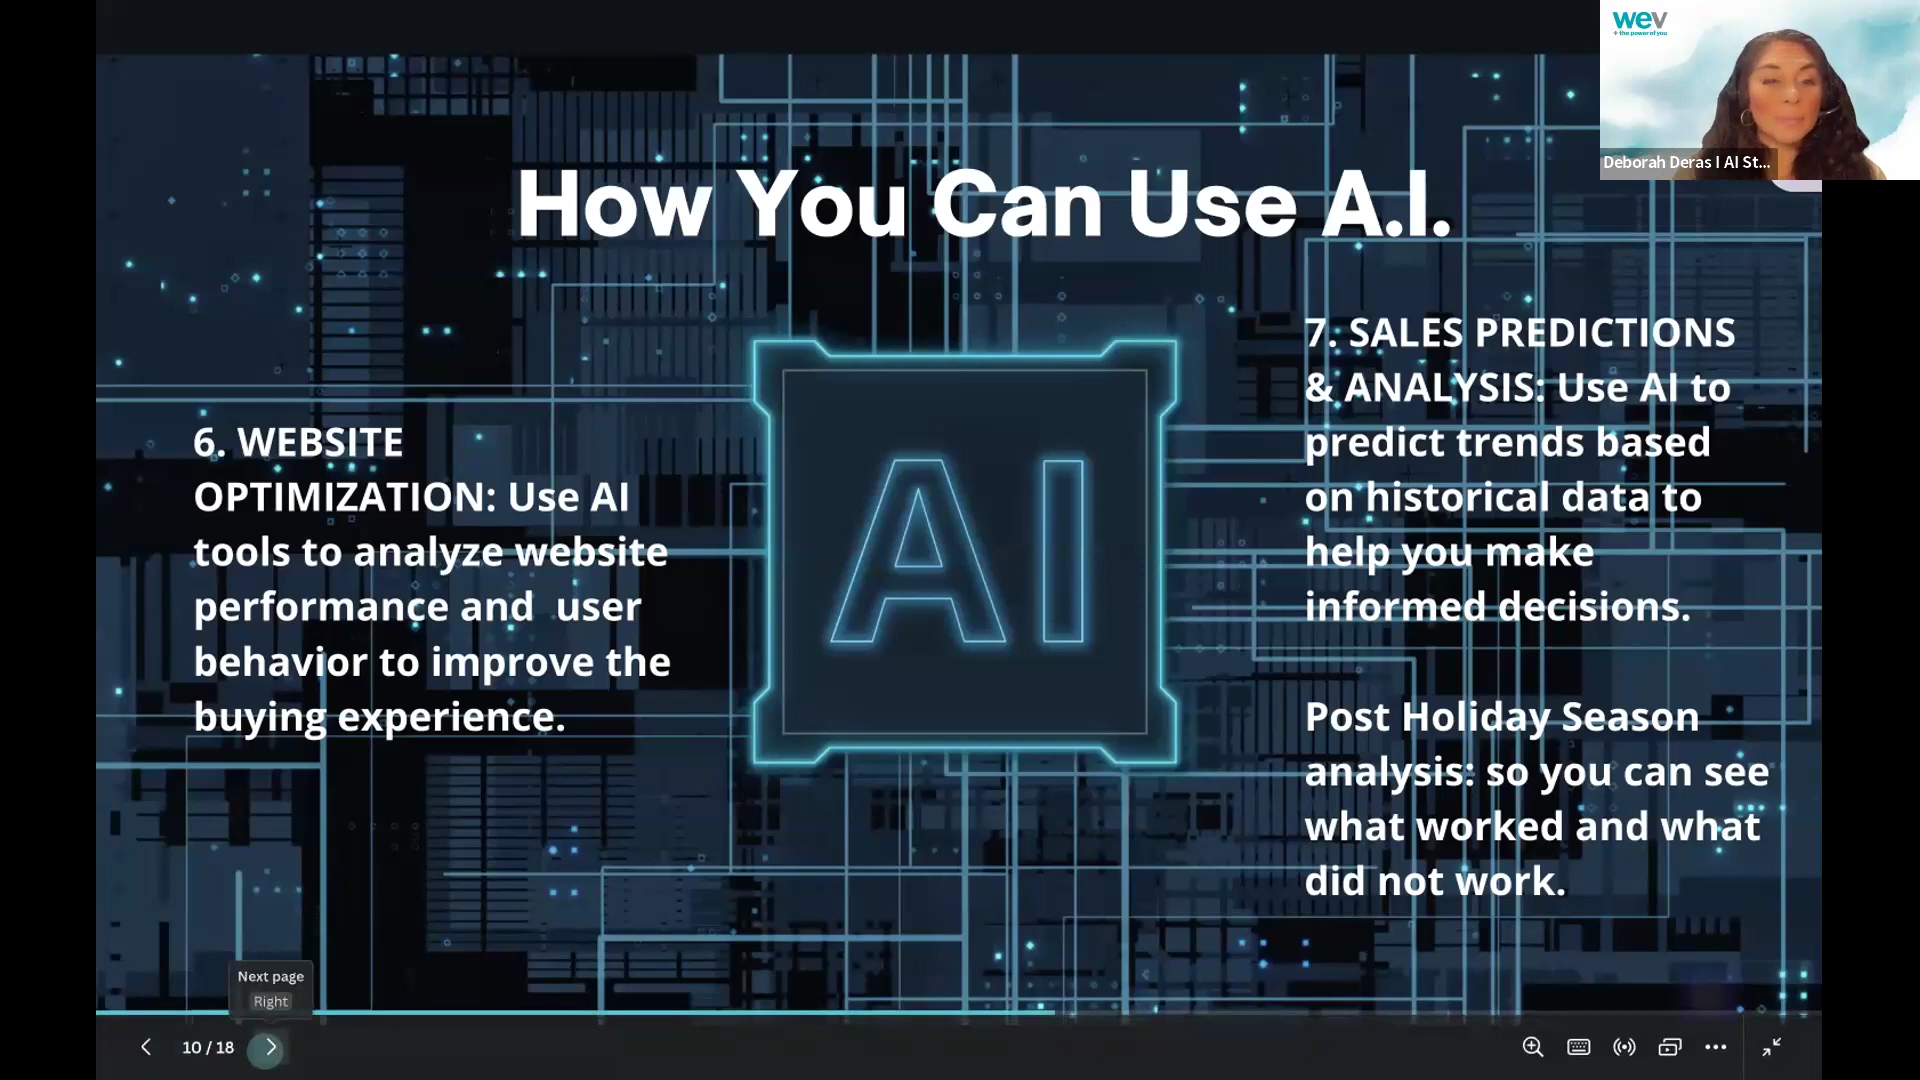 wev
+ the power of you
Deborah Deras I AI St...
How You Can Use A.I.
6. WEBSITE
OPTIMIZATION: Use AI
tools to analyze website
performance and  user
behavior to improve the
buying experience.
AI
7. SALES PREDICTIONS
& ANALYSIS: Use AI to
predict trends based
on historical data to
help you make
informed decisions.
Post Holiday Season
analysis: so you can see
what worked and what
did not work.
Next page
Right
10 / 18